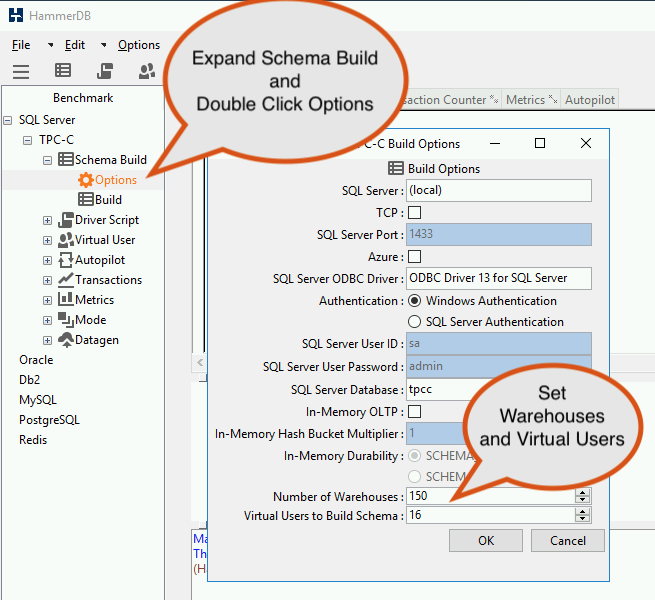 HammerDB
File Edit Options
Expand Schema Build
and
Double Click Options
Benchmark
SQL Server
TPC-C
Schema Build
Options
Build
Driver Script
Virtual User
Autopilot
Transactions
Metrics
Mode
Datagen
Oracle
Db2
MySQL
PostgreSQL
Redis
Counter Metrics Autopilot
Build Options
Build Options
SQL Server : (local)
TCP :
SQL Server Port : 1433
Azure :
SQL Server ODBC Driver : ODBC Driver 13 for SQL Server
Authentication : Windows Authentication
SQL Server Authentication
SQL Server User ID : sa
SQL Server User Password : admin
SQL Server Database : tpcc
In-Memory OLTP :
In-Memory Hash Bucket Multiplier : 1
In-Memory Durability : SCHEMA
SCHEM
Number of Warehouses : 150
Virtual Users to Build Schema : 16
OK Cancel
Set
Warehouses
and Virtual Users